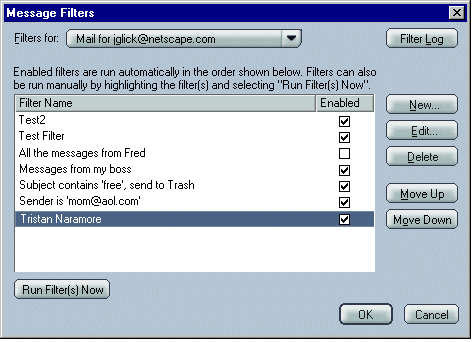 Message Filters
Filters for: Mail for jglick@netscape.com Filter Log
Enabled filters are run automatically in the order shown below. Filters can also
be run manually by highlighting the filter(s) and selecting "Run Filter(s) Now".
Filter Name Enabled
Test2
Test Filter
All the messages from Fred
Messages from my boss
Subject contains 'free', send to Trash
Sender is 'mom@aol.com'
Tristan Naramore
New...
Edit...
Delete
Move Up
Move Down
Run Filter(s) Now
OK Cancel